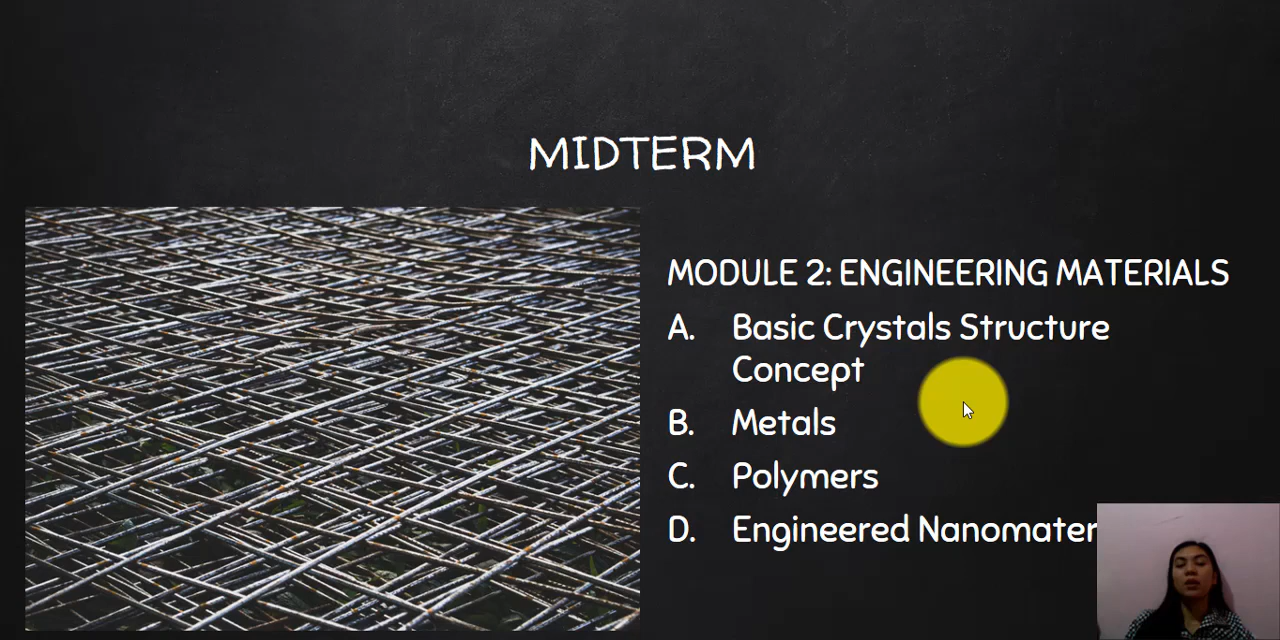 MIDTERM
MODULE 2: ENGINEERING MATERIALS
A. Basic Crystals Structure
Concept
B. Metals
C. Polymers
D. Engineered